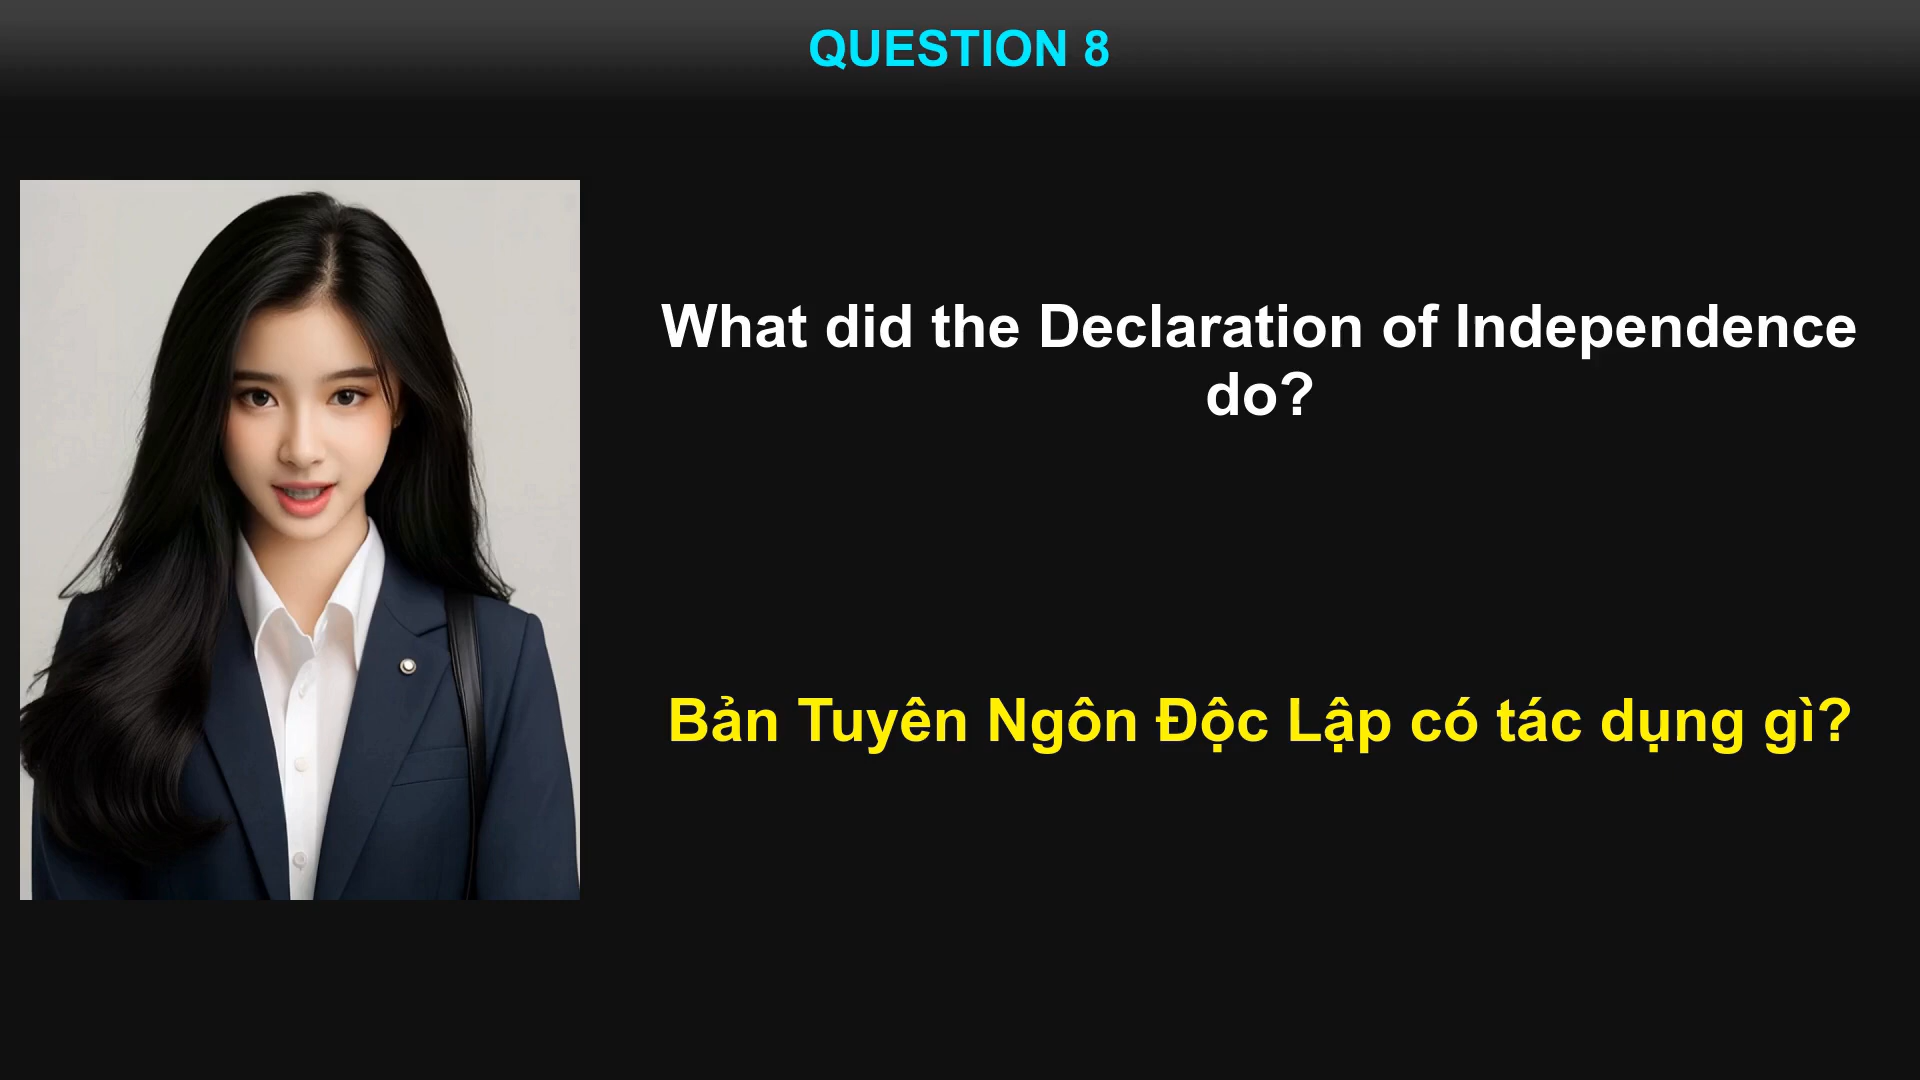 QUESTION 8
What did the Declaration of Independence
do?
Bản Tuyên Ngôn Độc Lập có tác dụng gì?